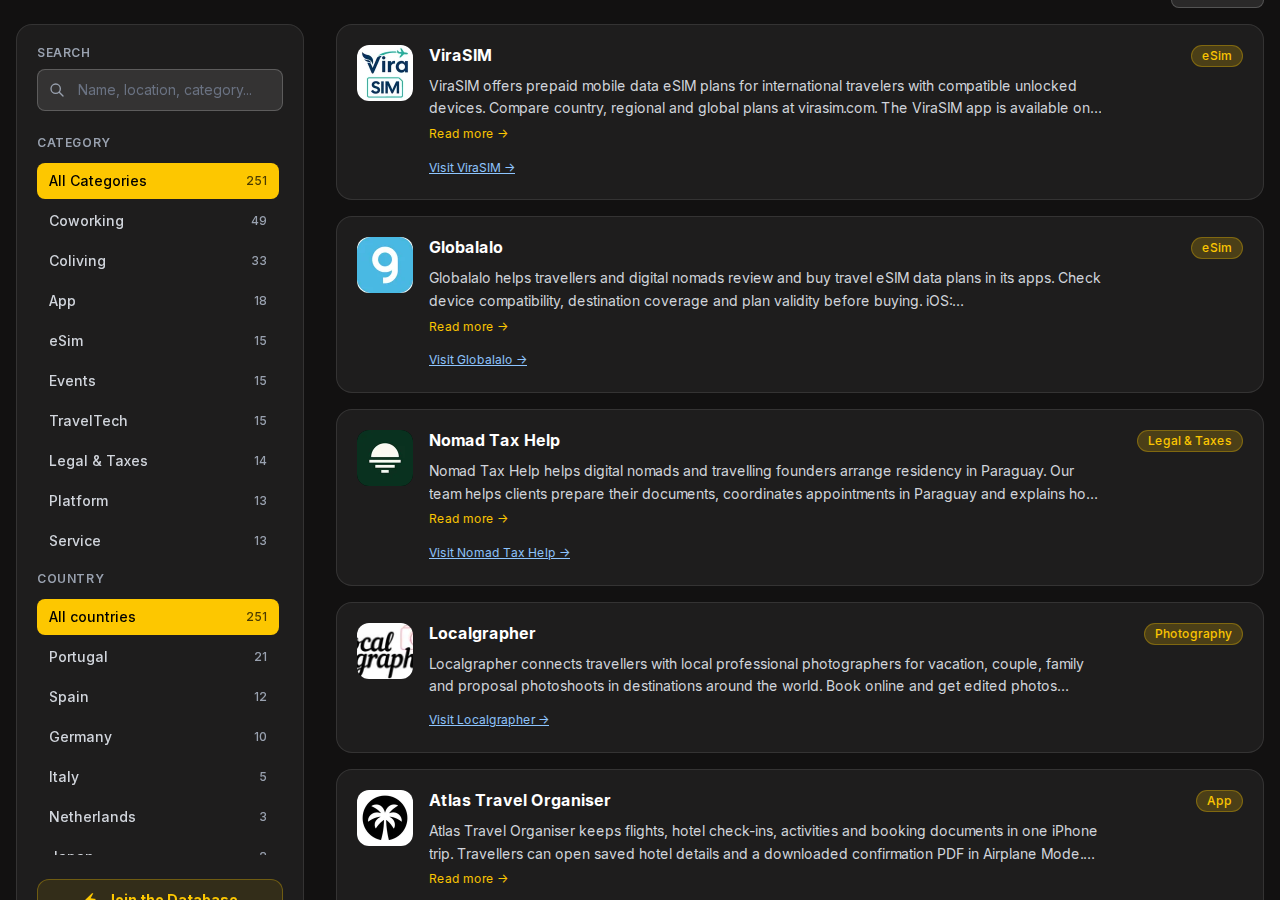 SEARCH
Name, location, category...
CATEGORY
All Categories 251
Coworking 49
Coliving 33
App 18
eSim 15
Events 15
TravelTech 15
Legal & Taxes 14
Platform 13
Service 13
COUNTRY
All countries 251
Portugal 21
Spain 12
Germany 10
Italy 5
Netherlands 3
Join the Database
Vira
SIM
ViraSIM
eSim
ViraSIM offers prepaid mobile data eSIM plans for international travelers with compatible unlocked
devices. Compare country, regional and global plans at virasim.com. The ViraSIM app is available on...
Read more →
Visit ViraSIM →
Globalalo
eSim
Globalalo helps travellers and digital nomads review and buy travel eSIM data plans in its apps. Check
device compatibility, destination coverage and plan validity before buying. iOS:...
Read more →
Visit Globalalo →
Nomad Tax Help
Legal & Taxes
Nomad Tax Help helps digital nomads and travelling founders arrange residency in Paraguay. Our
team helps clients prepare their documents, coordinates appointments in Paraguay and explains ho...
Read more →
Visit Nomad Tax Help →
Localgrapher
Photography
Localgrapher connects travellers with local professional photographers for vacation, couple, family
and proposal photoshoots in destinations around the world. Book online and get edited photos...
Visit Localgrapher →
Atlas Travel Organiser
App
Atlas Travel Organiser keeps flights, hotel check-ins, activities and booking documents in one iPhone
trip. Travellers can open saved hotel details and a downloaded confirmation PDF in Airplane Mode....
Read more →